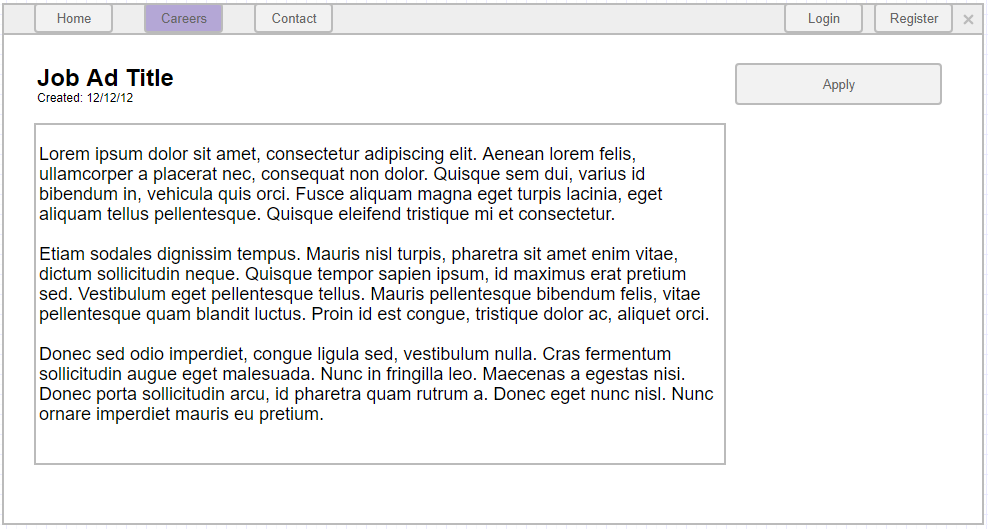 Home Careers Contact Login Register ×
Job Ad Title
Created: 12/12/12
Apply
Lorem ipsum dolor sit amet, consectetur adipiscing elit. Aenean lorem felis,
ullamcorper a placerat nec, consequat non dolor. Quisque sem dui, varius id
bibendum in, vehicula quis orci. Fusce aliquam magna eget turpis lacinia, eget
aliquam tellus pellentesque. Quisque eleifend tristique mi et consectetur.
Etiam sodales dignissim tempus. Mauris nisl turpis, pharetra sit amet enim vitae,
dictum sollicitudin neque. Quisque tempor sapien ipsum, id maximus erat pretium
sed. Vestibulum eget pellentesque tellus. Mauris pellentesque bibendum felis, vitae
pellentesque quam blandit luctus. Proin id est congue, tristique dolor ac, aliquet orci.
Donec sed odio imperdiet, congue ligula sed, vestibulum nulla. Cras fermentum
sollicitudin augue eget malesuada. Nunc in fringilla leo. Maecenas a egestas nisi.
Donec porta sollicitudin arcu, id pharetra quam rutrum a. Donec eget nunc nisl. Nunc
ornare imperdiet mauris eu pretium.